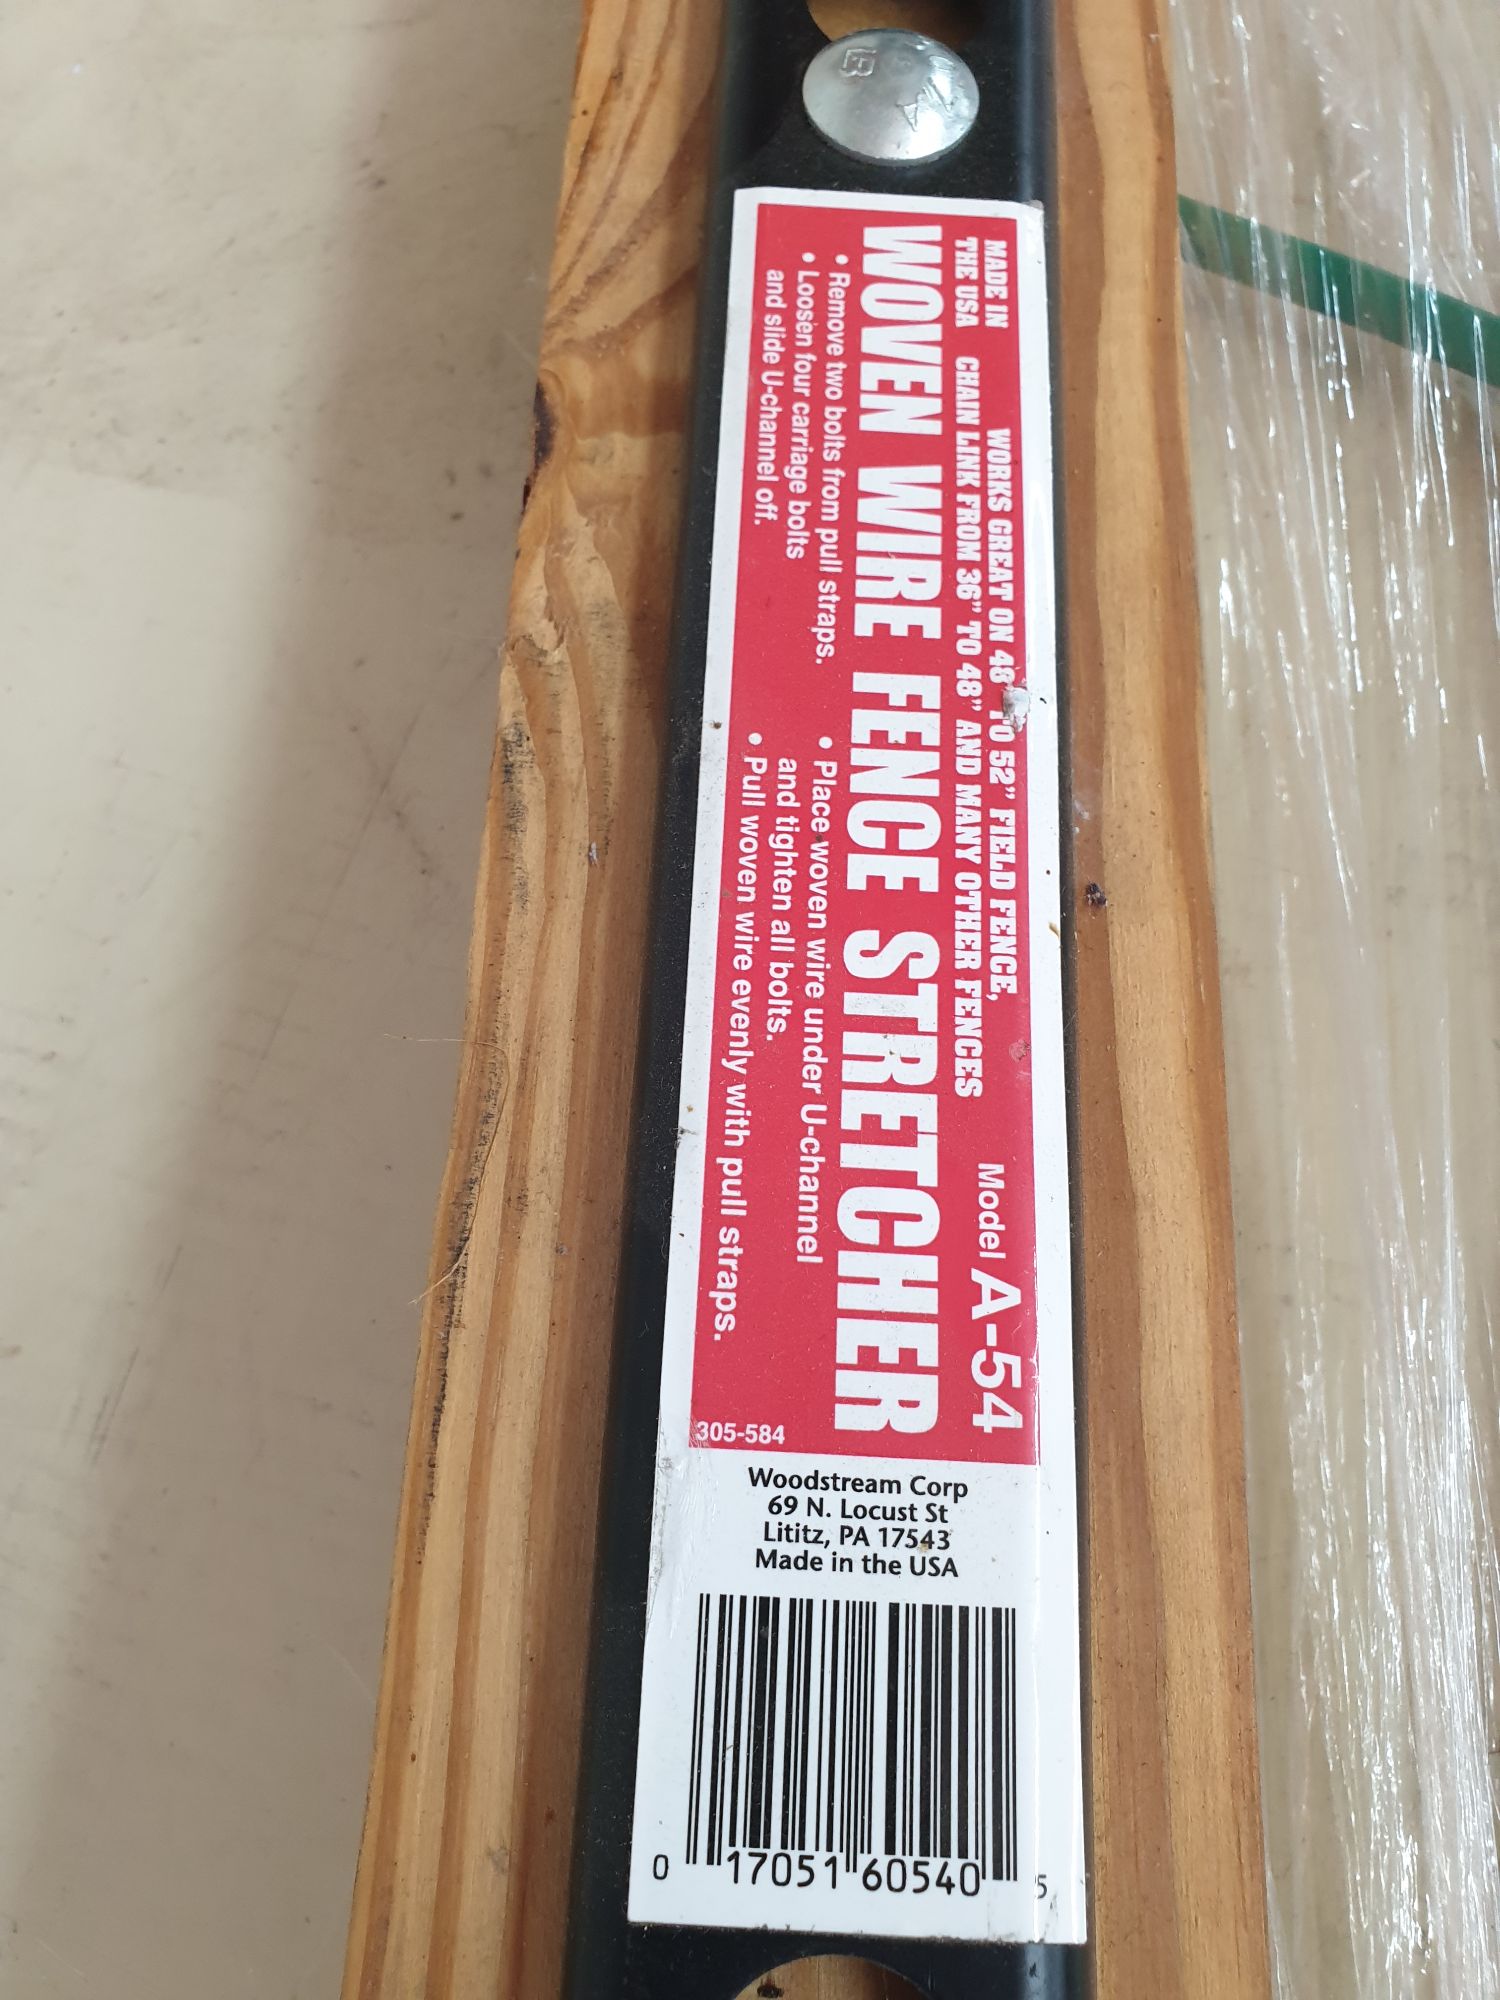 MADE IN
THE USA
WORKS GREAT ON 48" TO 52" FIELD FENCE,
CHAIN LINK FROM 36" TO 48" AND MANY OTHER FENCES
Model A-54
WOVEN WIRE FENCE STRETCHER
• Remove two bolts from pull straps.
• Loosen four carriage bolts
and slide U-channel off.
• Place woven wire under U-channel
and tighten all bolts.
• Pull woven wire evenly with pull straps.
305-584
Woodstream Corp
69 N. Locust St
Lititz, PA 17543
Made in the USA
0 17051 60540 5